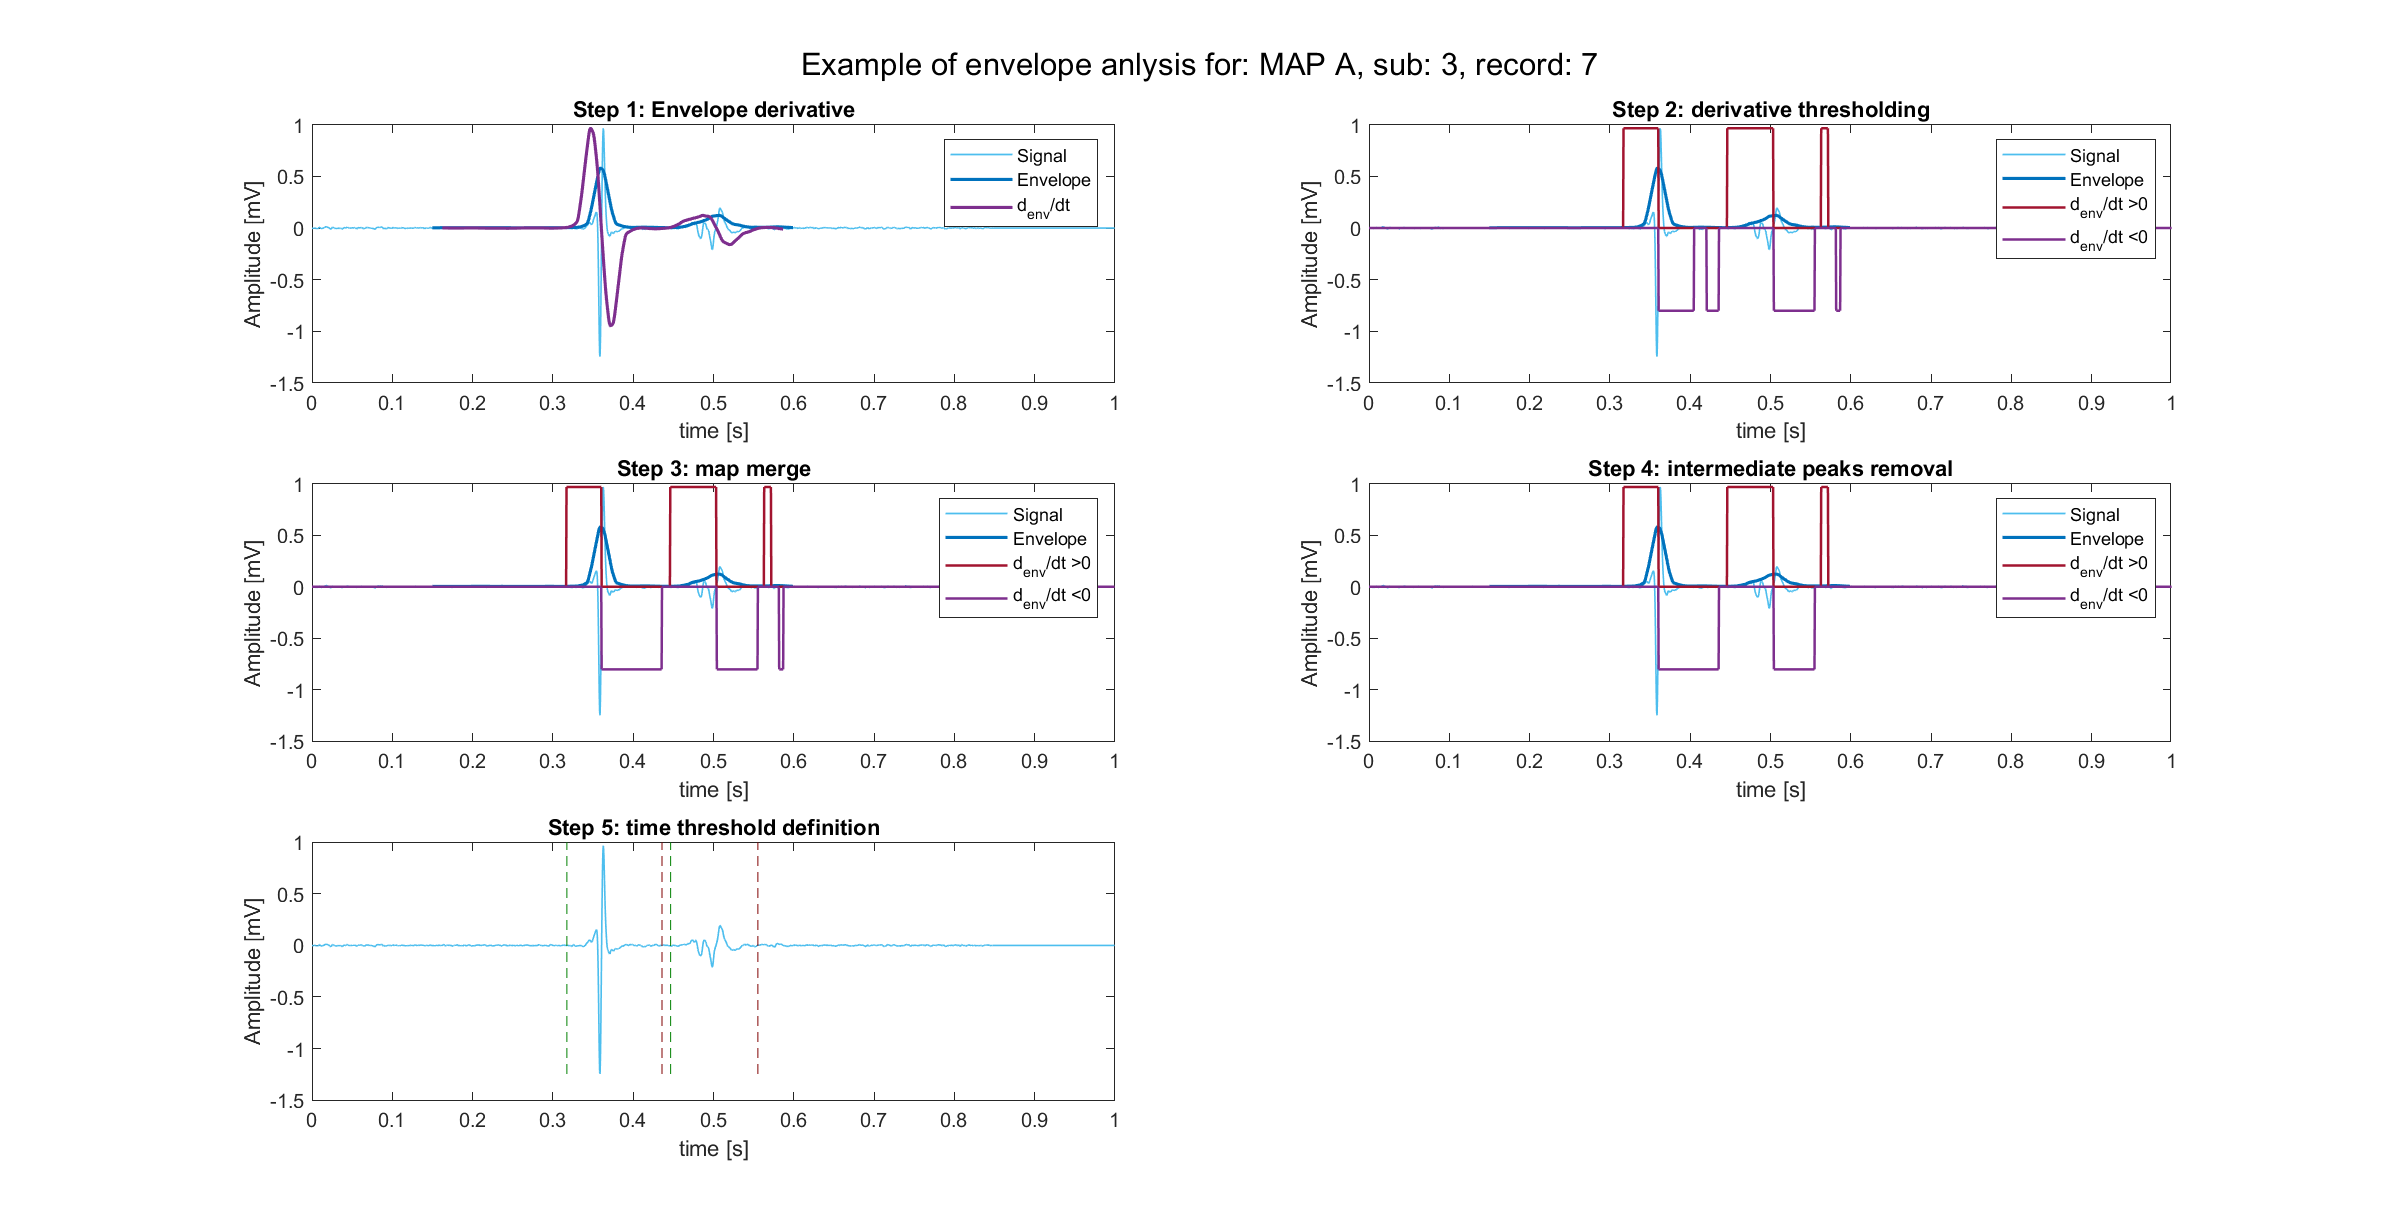 Example of envelope anlysis for: MAP A, sub: 3, record: 7
Step 1: Envelope derivative
Amplitude [mV]
1
0.5
0
-0.5
-1
-1.5
0 0.1 0.2 0.3 0.4 0.5 0.6 0.7 0.8 0.9 1
time [s]
Signal
Envelope
d_env/dt
Step 2: derivative thresholding
Amplitude [mV]
1
0.5
0
-0.5
-1
-1.5
0 0.1 0.2 0.3 0.4 0.5 0.6 0.7 0.8 0.9 1
time [s]
Signal
Envelope
d_env/dt >0
d_env/dt <0
Step 3: map merge
Amplitude [mV]
1
0.5
0
-0.5
-1
-1.5
0 0.1 0.2 0.3 0.4 0.5 0.6 0.7 0.8 0.9 1
time [s]
Signal
Envelope
d_env/dt >0
d_env/dt <0
Step 4: intermediate peaks removal
Amplitude [mV]
1
0.5
0
-0.5
-1
-1.5
0 0.1 0.2 0.3 0.4 0.5 0.6 0.7 0.8 0.9 1
time [s]
Signal
Envelope
d_env/dt >0
d_env/dt <0
Step 5: time threshold definition
Amplitude [mV]
1
0.5
0
-0.5
-1
-1.5
0 0.1 0.2 0.3 0.4 0.5 0.6 0.7 0.8 0.9 1
time [s]